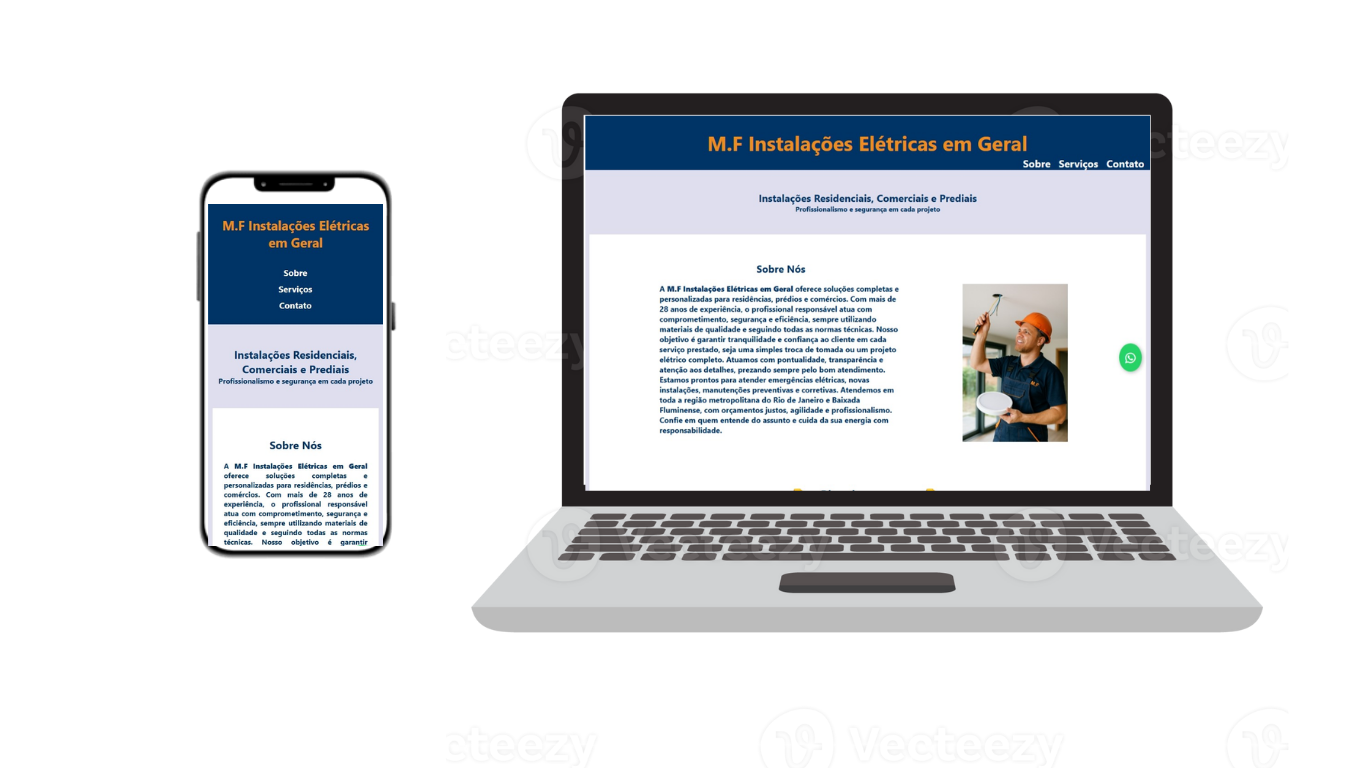 M.F Instalações Elétricas
em Geral
Sobre
Serviços
Contato
Instalações Residenciais,
Comerciais e Prediais
Profissionalismo e segurança em cada projeto
Sobre Nós
A M.F Instalações Elétricas em Geral
oferece soluções completas e
personalizadas para residências, prédios e
comércios. Com mais de 28 anos de
experiência, o profissional responsável
atua com comprometimento, segurança e
eficiência, sempre utilizando materiais de
qualidade e seguindo todas as normas
técnicas. Nosso objetivo é garantir
M.F Instalações Elétricas em Geral
Sobre Serviços Contato
Instalações Residenciais, Comerciais e Prediais
Profissionalismo e segurança em cada projeto
Sobre Nós
A M.F Instalações Elétricas em Geral oferece soluções completas e
personalizadas para residências, prédios e comércios. Com mais de
28 anos de experiência, o profissional responsável atua com
comprometimento, segurança e eficiência, sempre utilizando
materiais de qualidade e seguindo todas as normas técnicas. Nosso
objetivo é garantir tranquilidade e confiança ao cliente em cada
serviço prestado, seja uma simples troca de tomada ou um projeto
elétrico completo. Atuamos com pontualidade, transparência e
atenção aos detalhes, prezando sempre pelo bom atendimento.
Estamos prontos para atender emergências elétricas, novas
instalações, manutenções preventivas e corretivas. Atendemos em
toda a região metropolitana do Rio de Janeiro e Baixada
Fluminense, com orçamentos justos, agilidade e profissionalismo.
Confie em quem entende do assunto e cuida da sua energia com
responsabilidade.
Vecteezy
cteezy
Vecteezy
Vecteezy
cteezy
Vecteezy